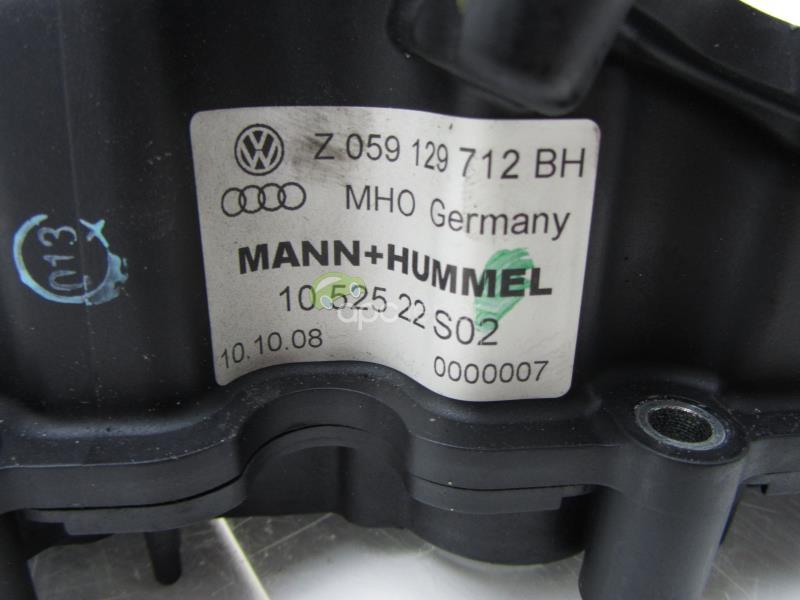 Z 059 129 712 BH
MHO Germany
MANN+HUMMEL
10 525 22 S02
10.10.08
0000007
013